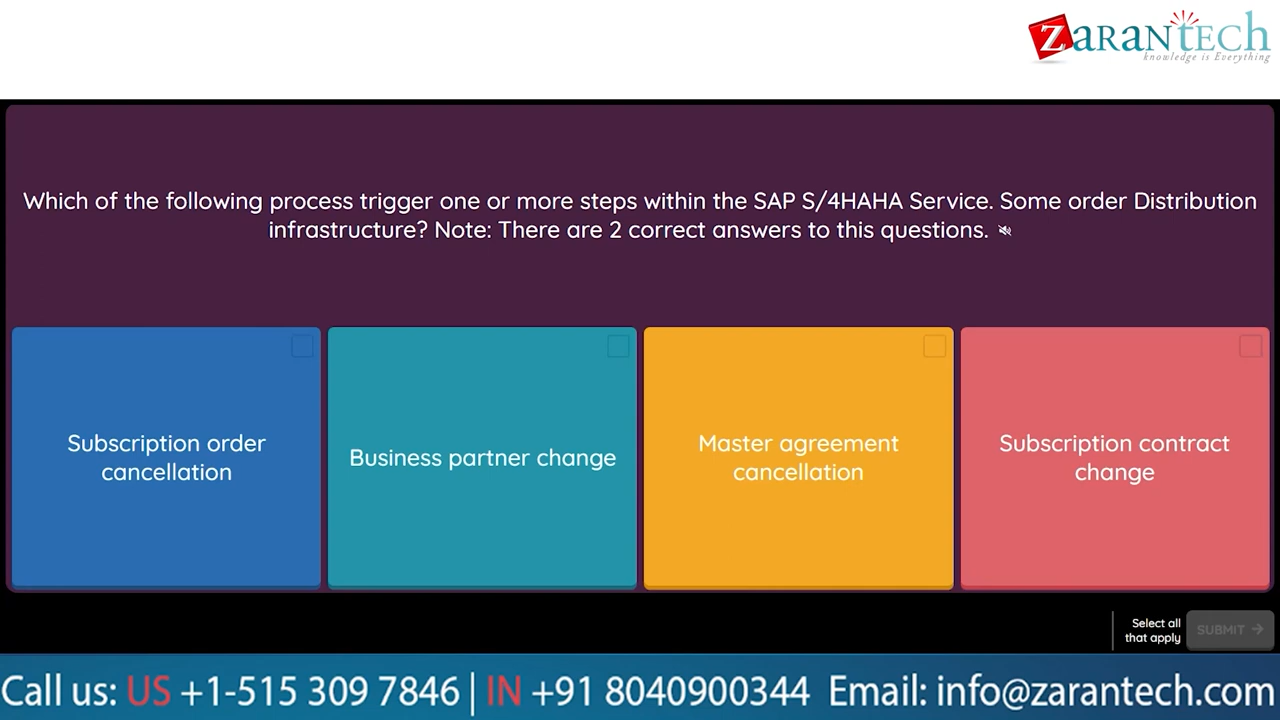 ZARANTECH
knowledge is Everything
Which of the following process trigger one or more steps within the SAP S/4HAHA Service. Some order Distribution
infrastructure? Note: There are 2 correct answers to this questions.
Subscription order
cancellation
Business partner change
Master agreement
cancellation
Subscription contract
change
Select all
that apply
SUBMIT →
Call us: US +1-515 309 7846 | IN +91 8040900344 Email: info@zarantech.com